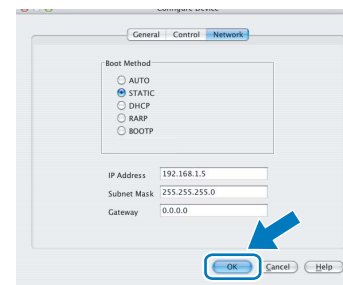 Configure Device
General Control Network
Boot Method
AUTO
STATIC
DHCP
RARP
BOOTP
IP Address 192.168.1.5
Subnet Mask 255.255.255.0
Gateway 0.0.0.0
OK Cancel Help